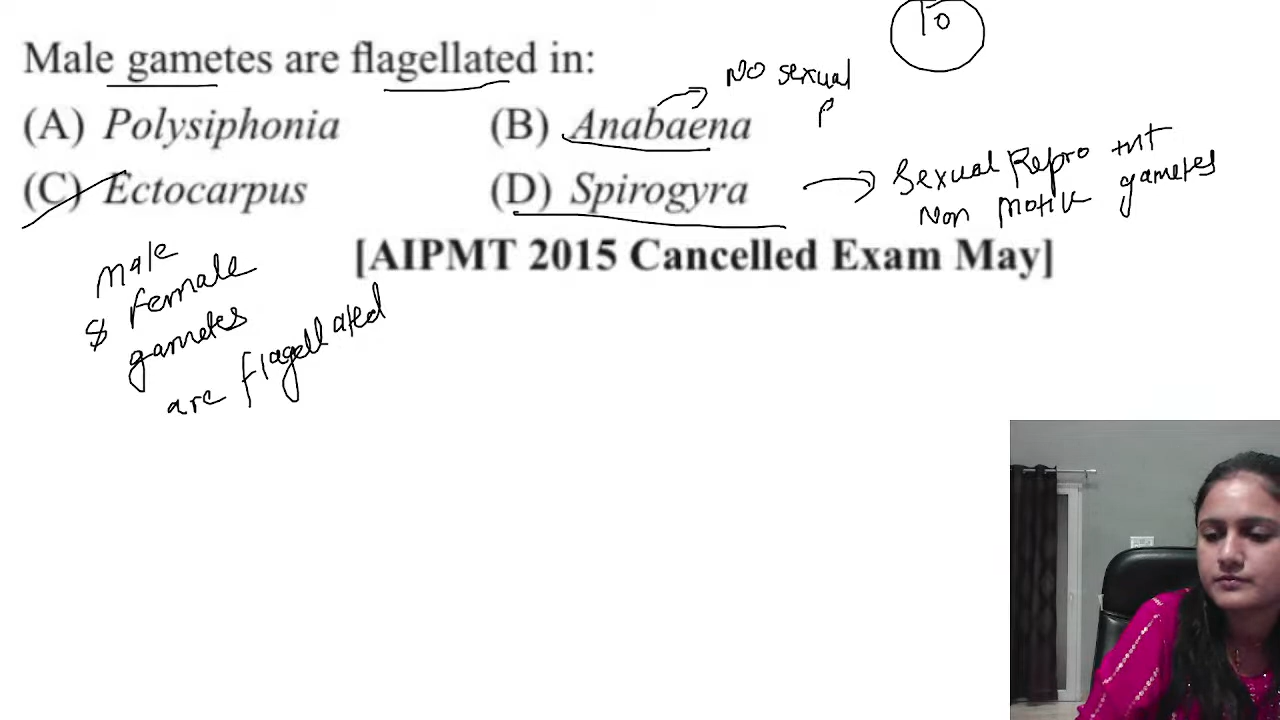 10
Male gametes are flagellated in:
No sexual
(A) Polysiphonia (B) Anabaena
Sexual Repro
(C) Ectocarpus (D) Spirogyra
Non Motile gametes
[AIPMT 2015 Cancelled Exam May]
Male
& Female
gametes
are flagellated